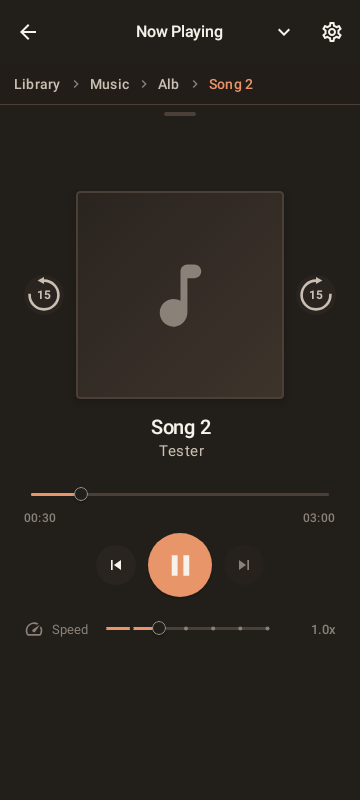 Now Playing
Library Music Alb Song 2
15 15
Song 2
Tester
00:30 03:00
Speed 1.0x